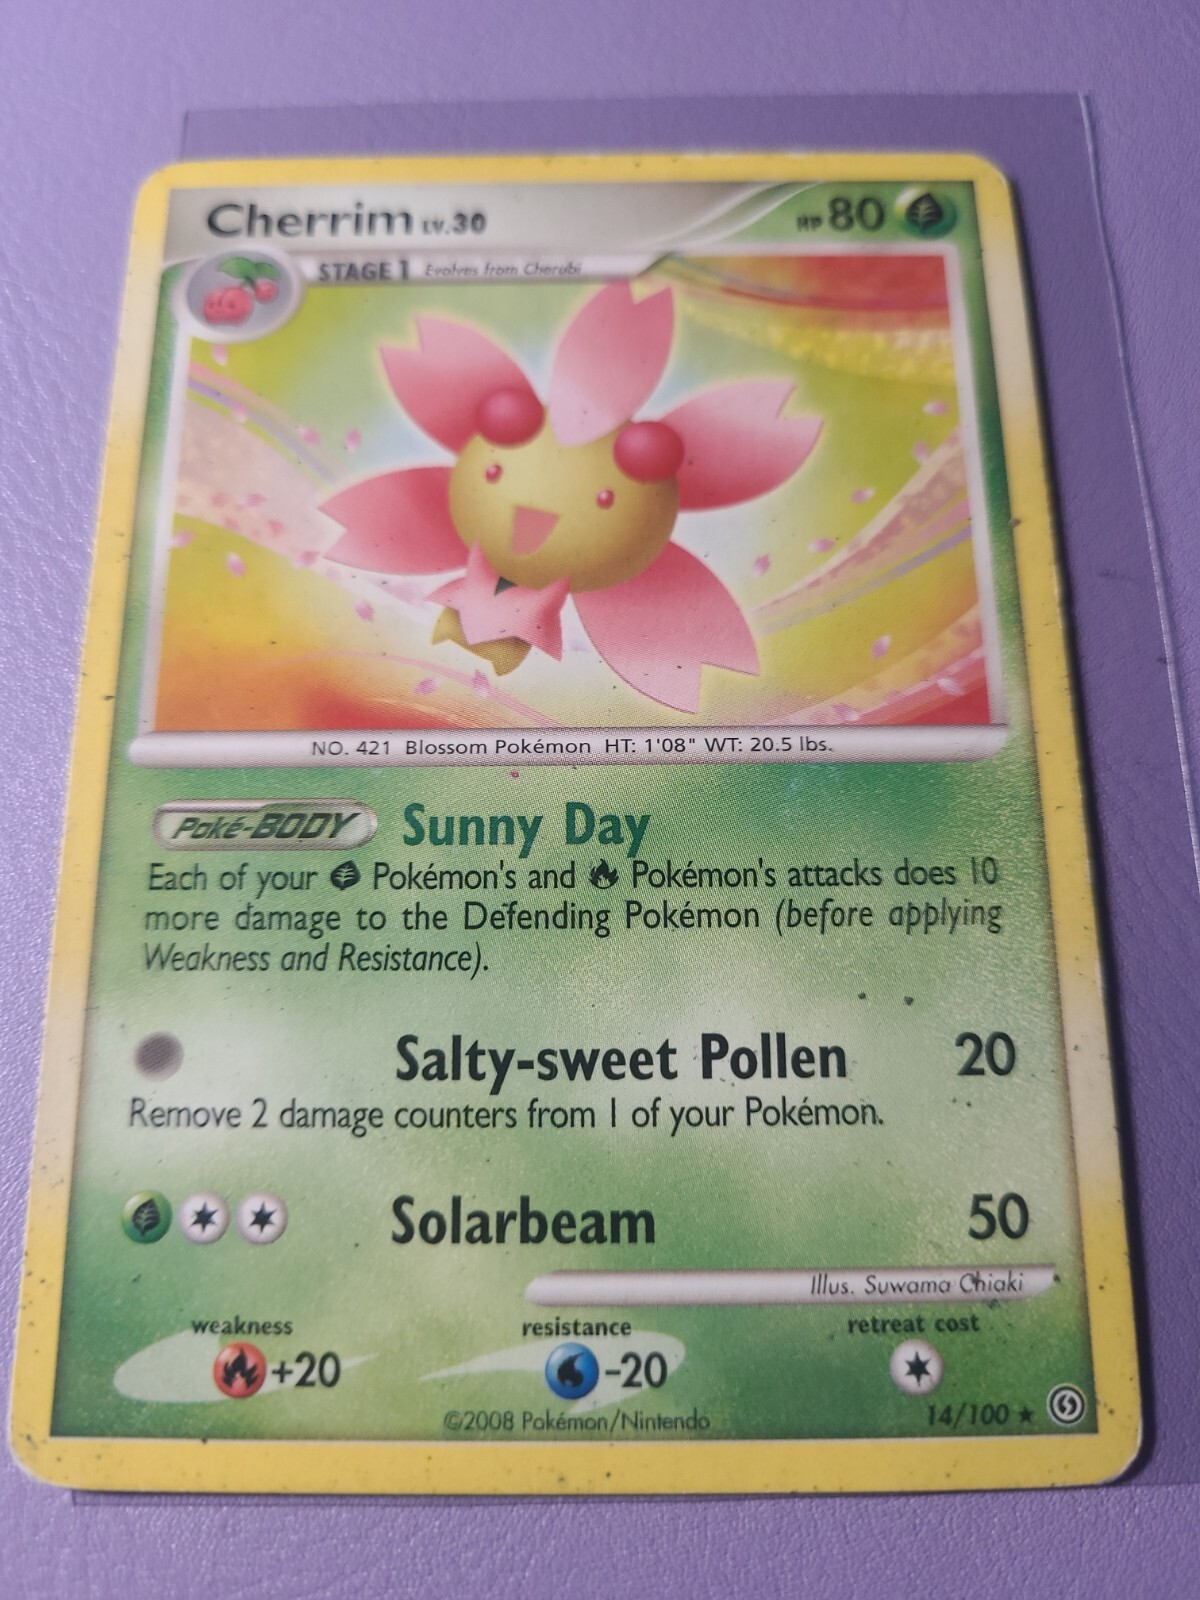 Cherrim LV.30 HP 80
STAGE 1 Evolves from Cherubi
NO. 421 Blossom Pokémon HT: 1'08" WT: 20.5 lbs.
Poké-BODY Sunny Day
Each of your Pokémon's and Pokémon's attacks does 10
more damage to the Defending Pokémon (before applying
Weakness and Resistance).
Salty-sweet Pollen 20
Remove 2 damage counters from 1 of your Pokémon.
Solarbeam 50
Illus. Suwama Chiaki
weakness resistance retreat cost
+20 -20
©2008 Pokémon/Nintendo 14/100 ★